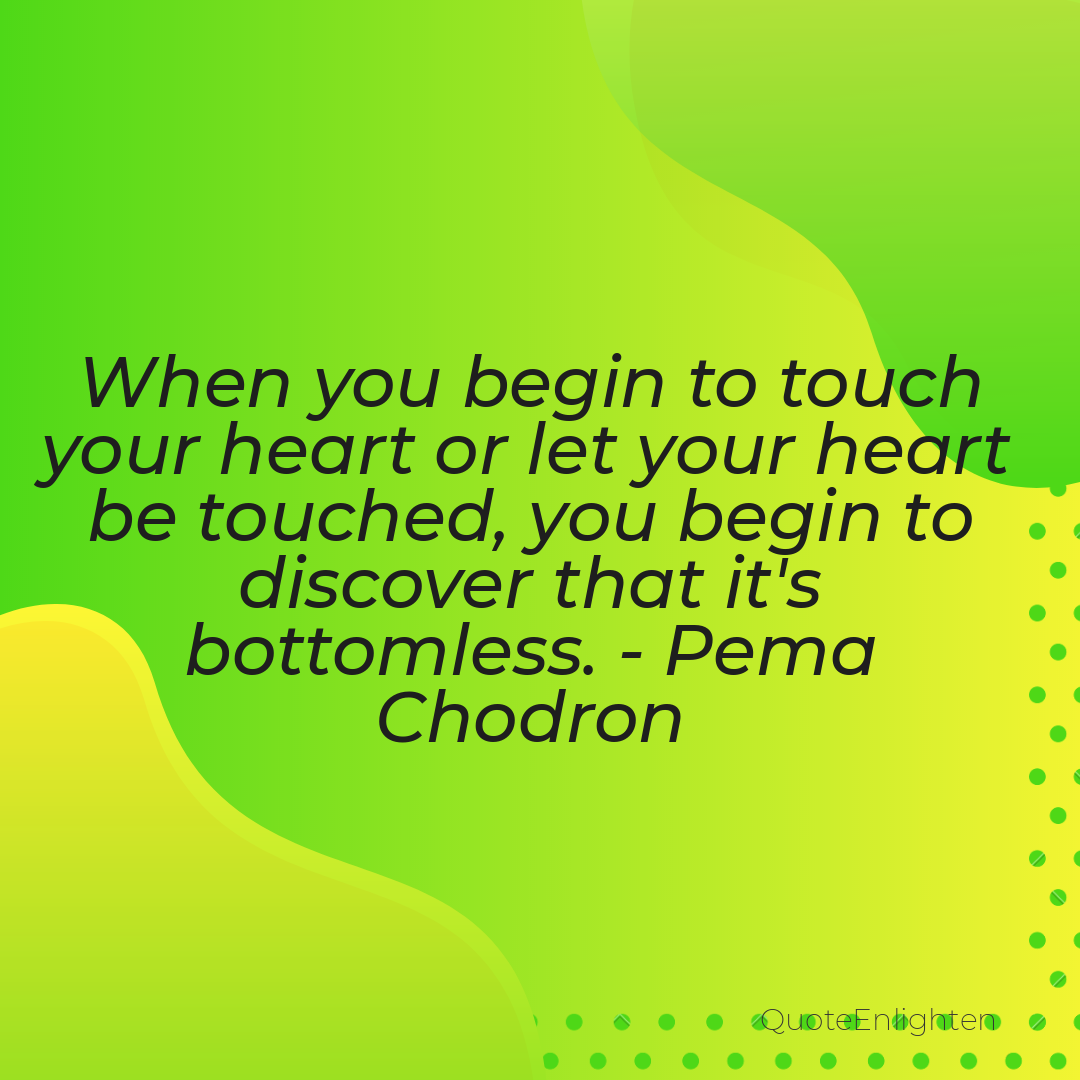 When you begin to touch
your heart or let your heart
be touched, you begin to
discover that it's
bottomless. - Pema
Chodron
QuoteEnlighten